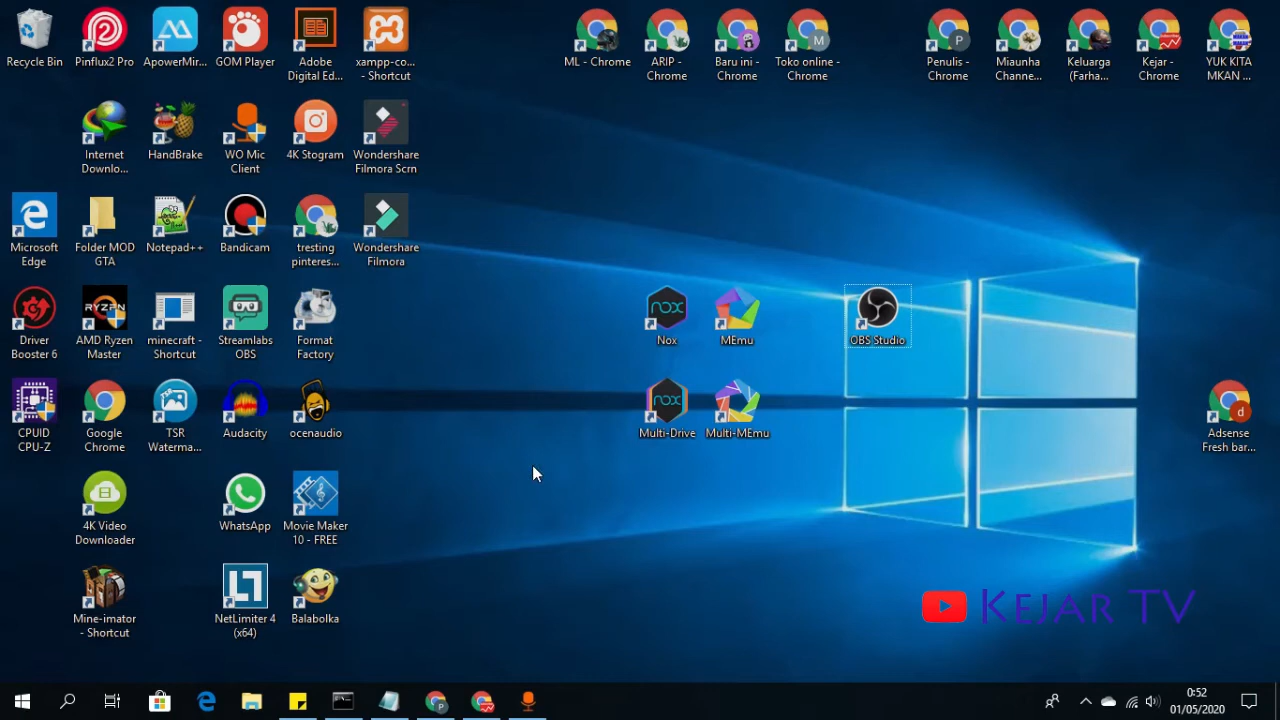 Recycle Bin
Pinflux2 Pro
ApowerMir...
GOM Player
Adobe
Digital Ed...
xampp-co...
- Shortcut
ML - Chrome
ARIP -
Chrome
Baru ini -
Chrome
Toko online -
Chrome
Penulis -
Chrome
Miaunha
Channe...
Keluarga
(Farha...
Kejar -
Chrome
YUK KITA
MKAN ...
Internet
Downlo...
HandBrake
WO Mic
Client
4K Stogram
Wondershare
Filmora Scrn
Microsoft
Edge
Folder MOD
GTA
Notepad++
Bandicam
tresting
pinteres...
Wondershare
Filmora
Driver
Booster 6
RYZEN
AMD Ryzen
Master
minecraft -
Shortcut
Streamlabs
OBS
Format
Factory
nox
Nox
MEmu
OBS Studio
CPUID
CPU-Z
Google
Chrome
TSR
Waterma...
Audacity
ocenaudio
nox
Multi-Drive
Multi-MEmu
Adsense
Fresh bar...
4K Video
Downloader
WhatsApp
Movie Maker
10 - FREE
Mine-imator
- Shortcut
NetLimiter 4
(x64)
Balabolka
KEJAR TV
0:52
01/05/2020